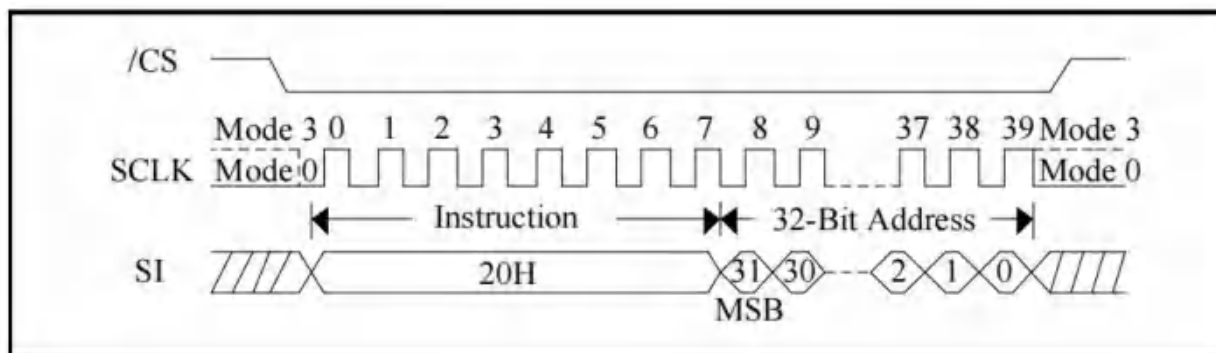 /CS
Mode 3 0 1 2 3 4 5 6 7 8 9 37 38 39 Mode 3
SCLK Mode 0 Mode 0
Instruction 32-Bit Address
SI 20H 31 30 2 1 0
MSB